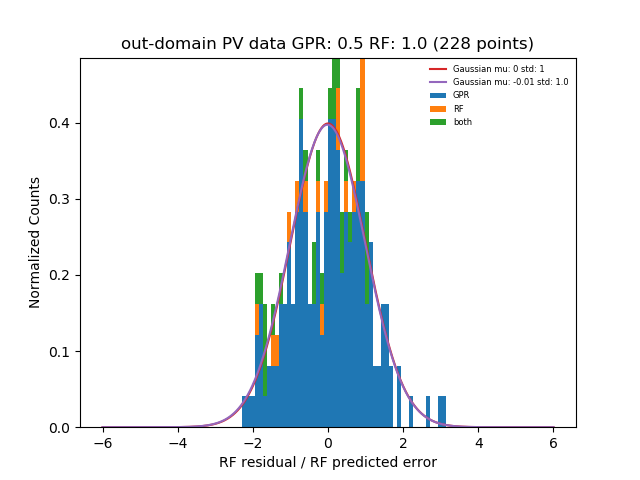 out-domain PV data GPR: 0.5 RF: 1.0 (228 points)
Gaussian mu: 0 std: 1
Gaussian mu: -0.01 std: 1.0
GPR
RF
both
Normalized Counts
0.4
0.3
0.2
0.1
0.0
−6 −4 −2 0 2 4 6
RF residual / RF predicted error